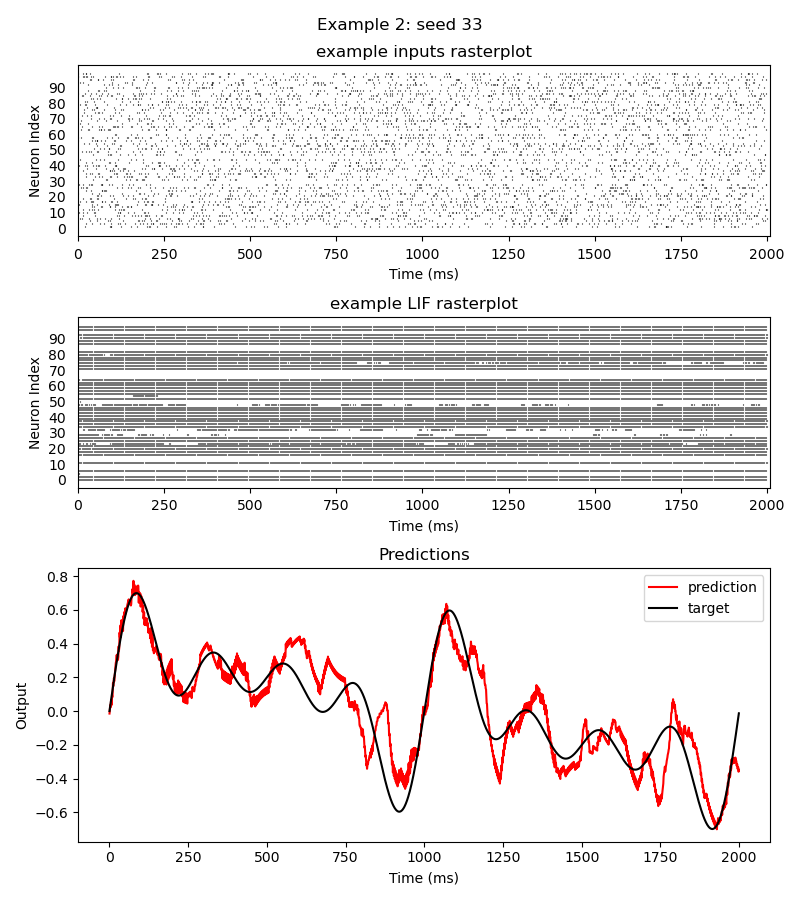 Example 2: seed 33
example inputs rasterplot
Neuron Index
90
80
70
60
50
40
30
20
10
0
0 250 500 750 1000 1250 1500 1750 2000
Time (ms)
example LIF rasterplot
Neuron Index
90
80
70
60
50
40
30
20
10
0
0 250 500 750 1000 1250 1500 1750 2000
Time (ms)
Predictions
Output
0.8
0.6
0.4
0.2
0.0
−0.2
−0.4
−0.6
prediction
target
0 250 500 750 1000 1250 1500 1750 2000
Time (ms)